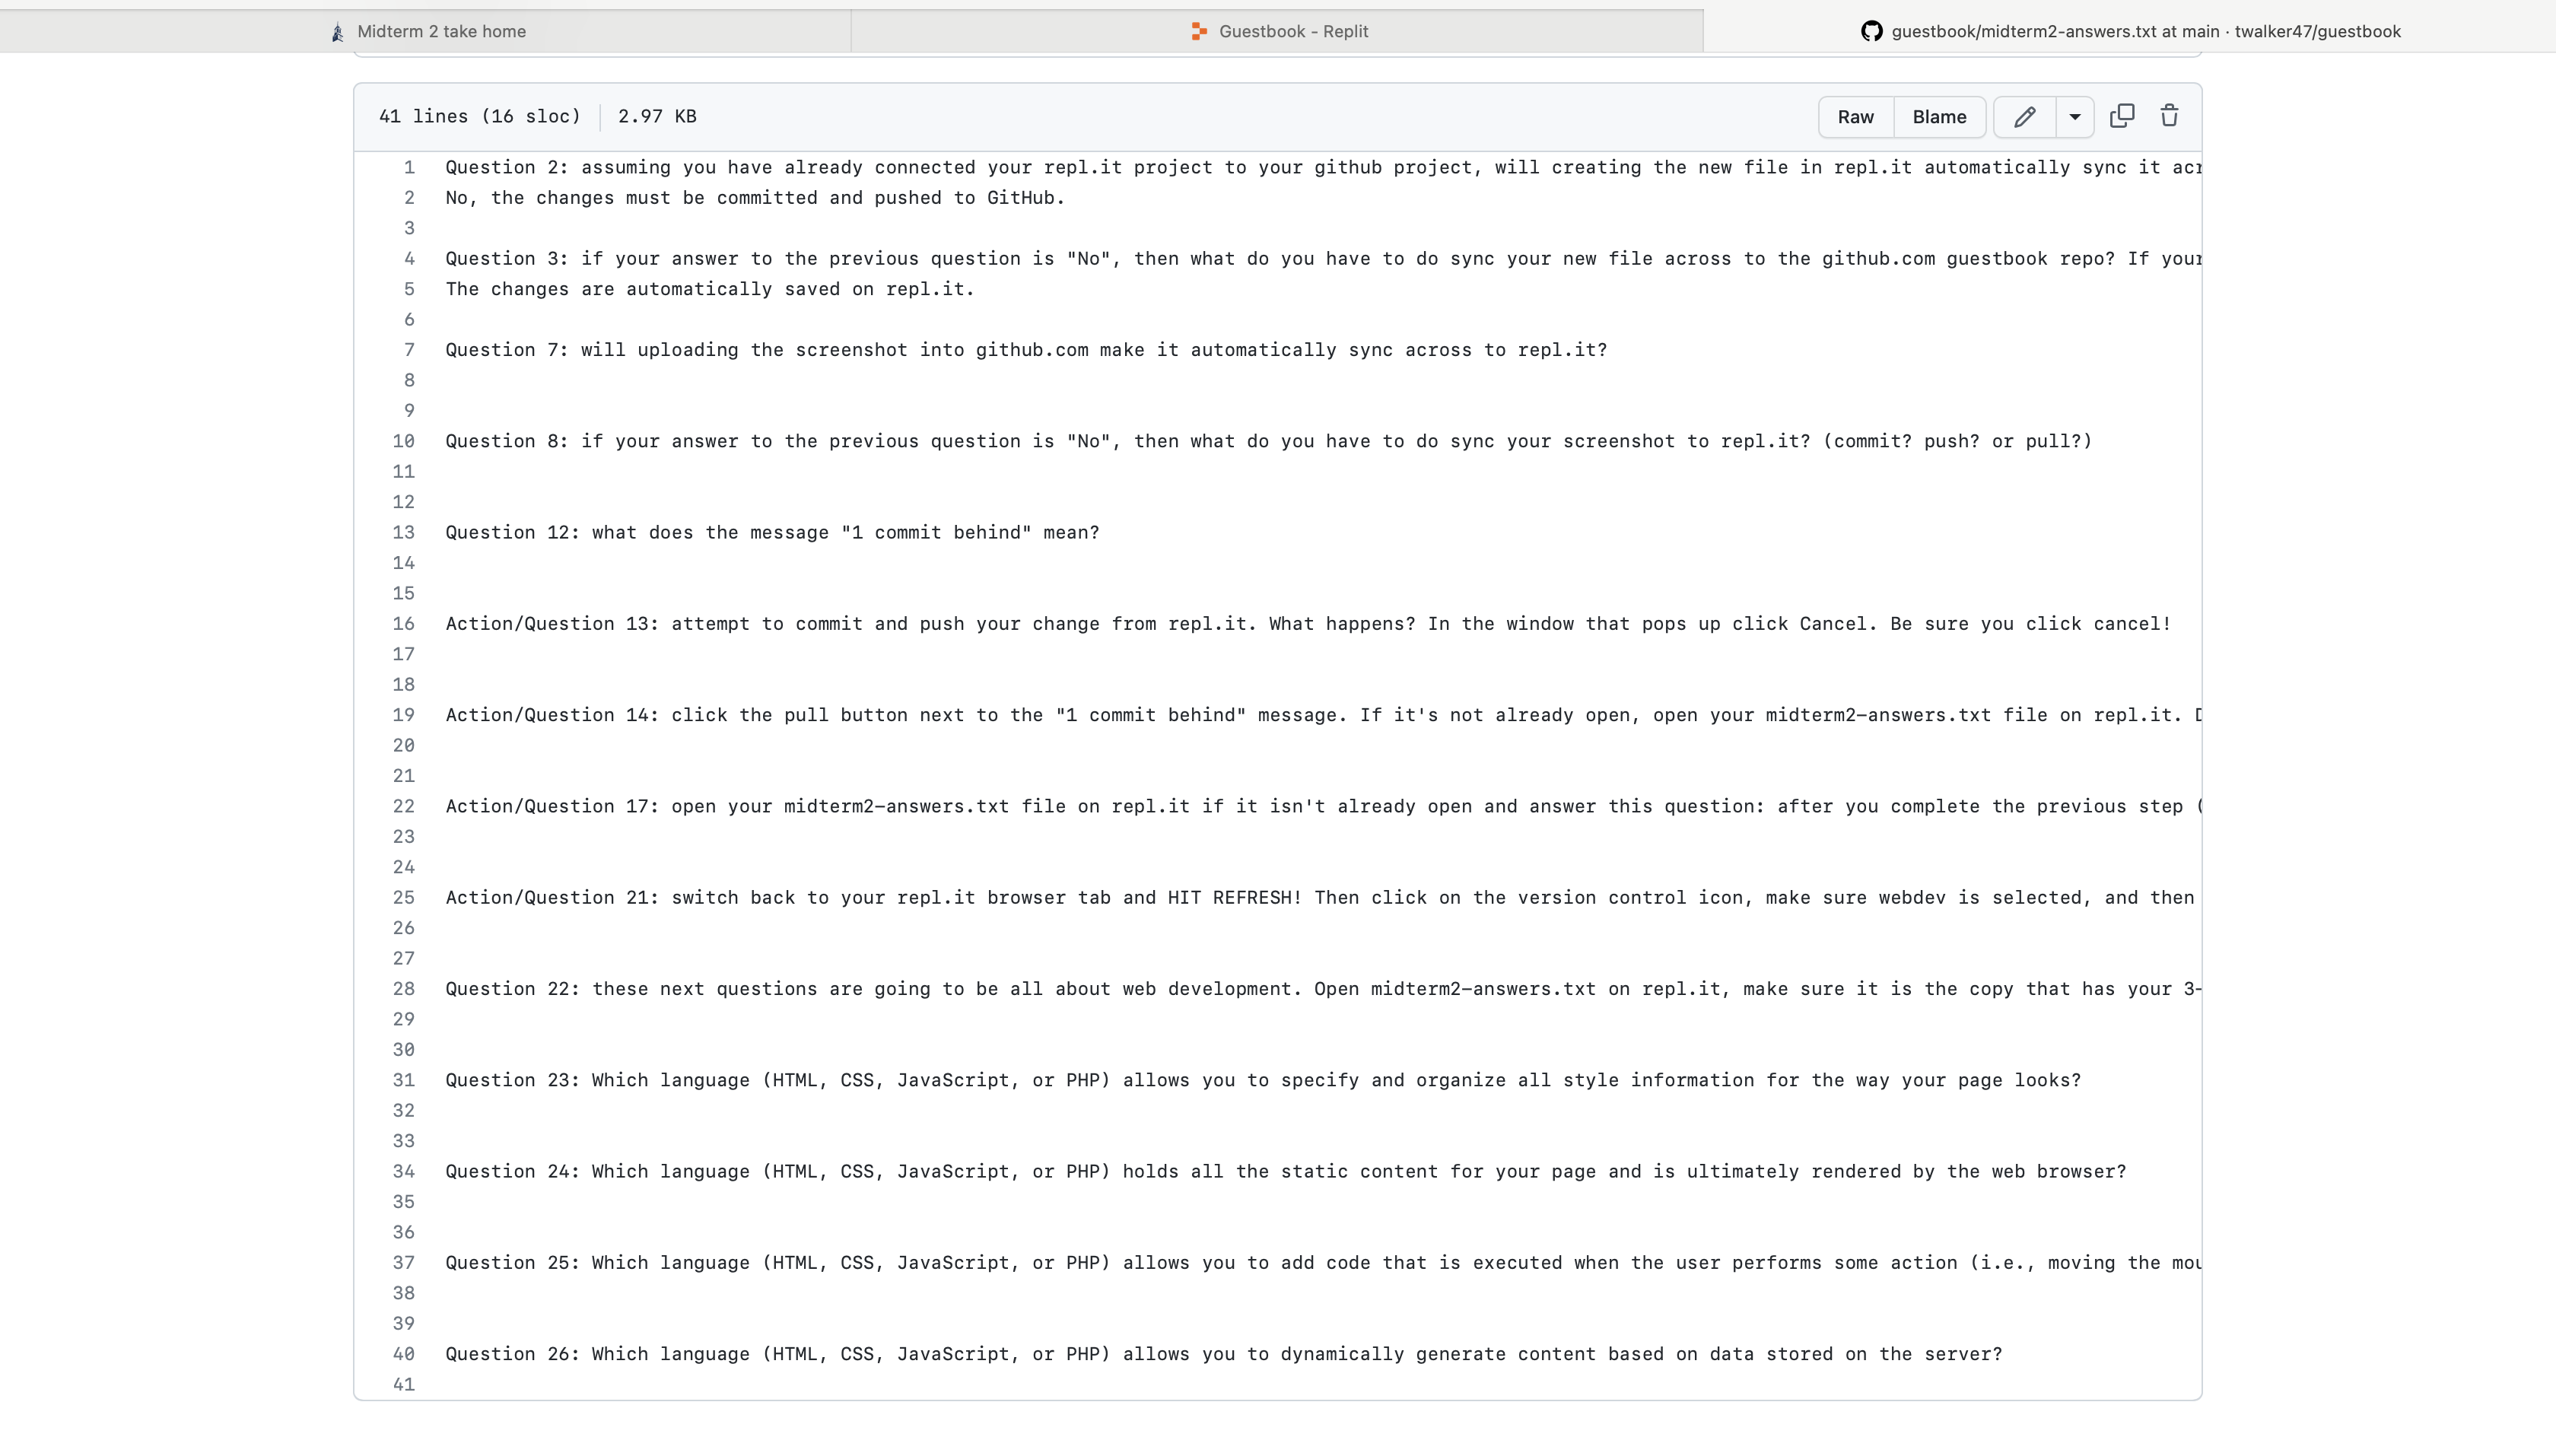 Midterm 2 take home
Guestbook - Replit
guestbook/midterm2-answers.txt at main · twalker47/guestbook
41 lines (16 sloc) 2.97 KB
Raw Blame
1 Question 2: assuming you have already connected your repl.it project to your github project, will creating the new file in repl.it automatically sync it acr
2 No, the changes must be committed and pushed to GitHub.
3
4 Question 3: if your answer to the previous question is "No", then what do you have to do sync your new file across to the github.com guestbook repo? If your
5 The changes are automatically saved on repl.it.
6
7 Question 7: will uploading the screenshot into github.com make it automatically sync across to repl.it?
8
9
10 Question 8: if your answer to the previous question is "No", then what do you have to do sync your screenshot to repl.it? (commit? push? or pull?)
11
12
13 Question 12: what does the message "1 commit behind" mean?
14
15
16 Action/Question 13: attempt to commit and push your change from repl.it. What happens? In the window that pops up click Cancel. Be sure you click cancel!
17
18
19 Action/Question 14: click the pull button next to the "1 commit behind" message. If it's not already open, open your midterm2-answers.txt file on repl.it. D
20
21
22 Action/Question 17: open your midterm2-answers.txt file on repl.it if it isn't already open and answer this question: after you complete the previous step (
23
24
25 Action/Question 21: switch back to your repl.it browser tab and HIT REFRESH! Then click on the version control icon, make sure webdev is selected, and then
26
27
28 Question 22: these next questions are going to be all about web development. Open midterm2-answers.txt on repl.it, make sure it is the copy that has your 3-
29
30
31 Question 23: Which language (HTML, CSS, JavaScript, or PHP) allows you to specify and organize all style information for the way your page looks?
32
33
34 Question 24: Which language (HTML, CSS, JavaScript, or PHP) holds all the static content for your page and is ultimately rendered by the web browser?
35
36
37 Question 25: Which language (HTML, CSS, JavaScript, or PHP) allows you to add code that is executed when the user performs some action (i.e., moving the mou
38
39
40 Question 26: Which language (HTML, CSS, JavaScript, or PHP) allows you to dynamically generate content based on data stored on the server?
41